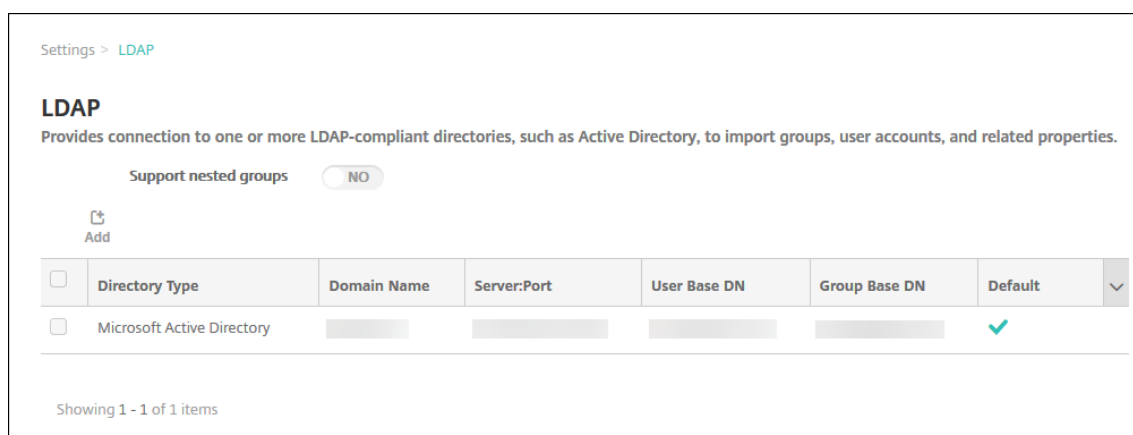 Settings > LDAP
LDAP
Provides connection to one or more LDAP-compliant directories, such as Active Directory, to import groups, user accounts, and related properties.
Support nested groups NO
Add
Directory Type Domain Name Server:Port User Base DN Group Base DN Default
Microsoft Active Directory
Showing 1 - 1 of 1 items